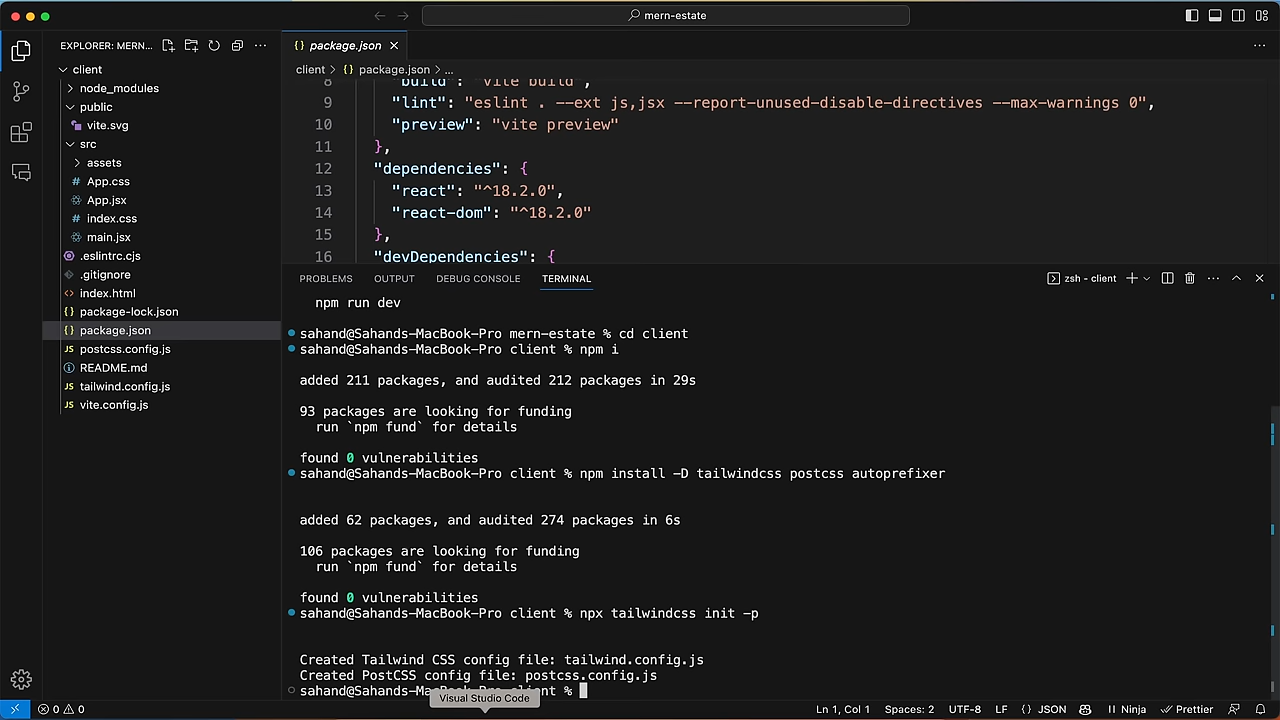 mern-estate
EXPLORER: MERN...
client
node_modules
public
vite.svg
src
assets
App.css
App.jsx
index.css
main.jsx
.eslintrc.cjs
.gitignore
index.html
package-lock.json
package.json
postcss.config.js
README.md
tailwind.config.js
vite.config.js
package.json
client > {} package.json > ...
8 "build": "vite build",
9 "lint": "eslint . --ext js,jsx --report-unused-disable-directives --max-warnings 0",
10 "preview": "vite preview"
11 },
12 "dependencies": {
13 "react": "^18.2.0",
14 "react-dom": "^18.2.0"
15 },
16 "devDependencies": {
PROBLEMS OUTPUT DEBUG CONSOLE TERMINAL
zsh - client
npm run dev
sahand@Sahands-MacBook-Pro mern-estate % cd client
sahand@Sahands-MacBook-Pro client % npm i
added 211 packages, and audited 212 packages in 29s
93 packages are looking for funding
run `npm fund` for details
found 0 vulnerabilities
sahand@Sahands-MacBook-Pro client % npm install -D tailwindcss postcss autoprefixer
added 62 packages, and audited 274 packages in 6s
106 packages are looking for funding
run `npm fund` for details
found 0 vulnerabilities
sahand@Sahands-MacBook-Pro client % npx tailwindcss init -p
Created Tailwind CSS config file: tailwind.config.js
Created PostCSS config file: postcss.config.js
sahand@Sahands-MacBook-Pro client %
Visual Studio Code
0 0 Ln 1, Col 1 Spaces: 2 UTF-8 LF {} JSON Ninja Prettier